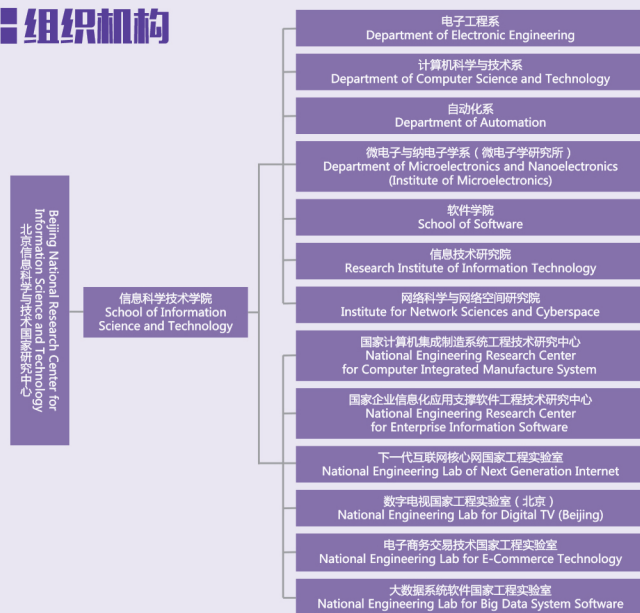 组织机构
Beijing National Research Center for
Information Science and Technology
北京信息科学与技术国家研究中心
信息科学技术学院
School of Information
Science and Technology
电子工程系
Department of Electronic Engineering
计算机科学与技术系
Department of Computer Science and Technology
自动化系
Department of Automation
微电子与纳电子学系（微电子学研究所）
Department of Microelectronics and Nanoelectronics
(Institute of Microelectronics)
软件学院
School of Software
信息技术研究院
Research Institute of Information Technology
网络科学与网络空间研究院
Institute for Network Sciences and Cyberspace
国家计算机集成制造系统工程技术研究中心
National Engineering Research Center
for Computer Integrated Manufacture System
国家企业信息化应用支撑软件工程技术研究中心
National Engineering Research Center
for Enterprise Information Software
下一代互联网核心网国家工程实验室
National Engineering Lab of Next Generation Internet
数字电视国家工程实验室（北京）
National Engineering Lab for Digital TV (Beijing)
电子商务交易技术国家工程实验室
National Engineering Lab for E-Commerce Technology
大数据系统软件国家工程实验室
National Engineering Lab for Big Data System Software